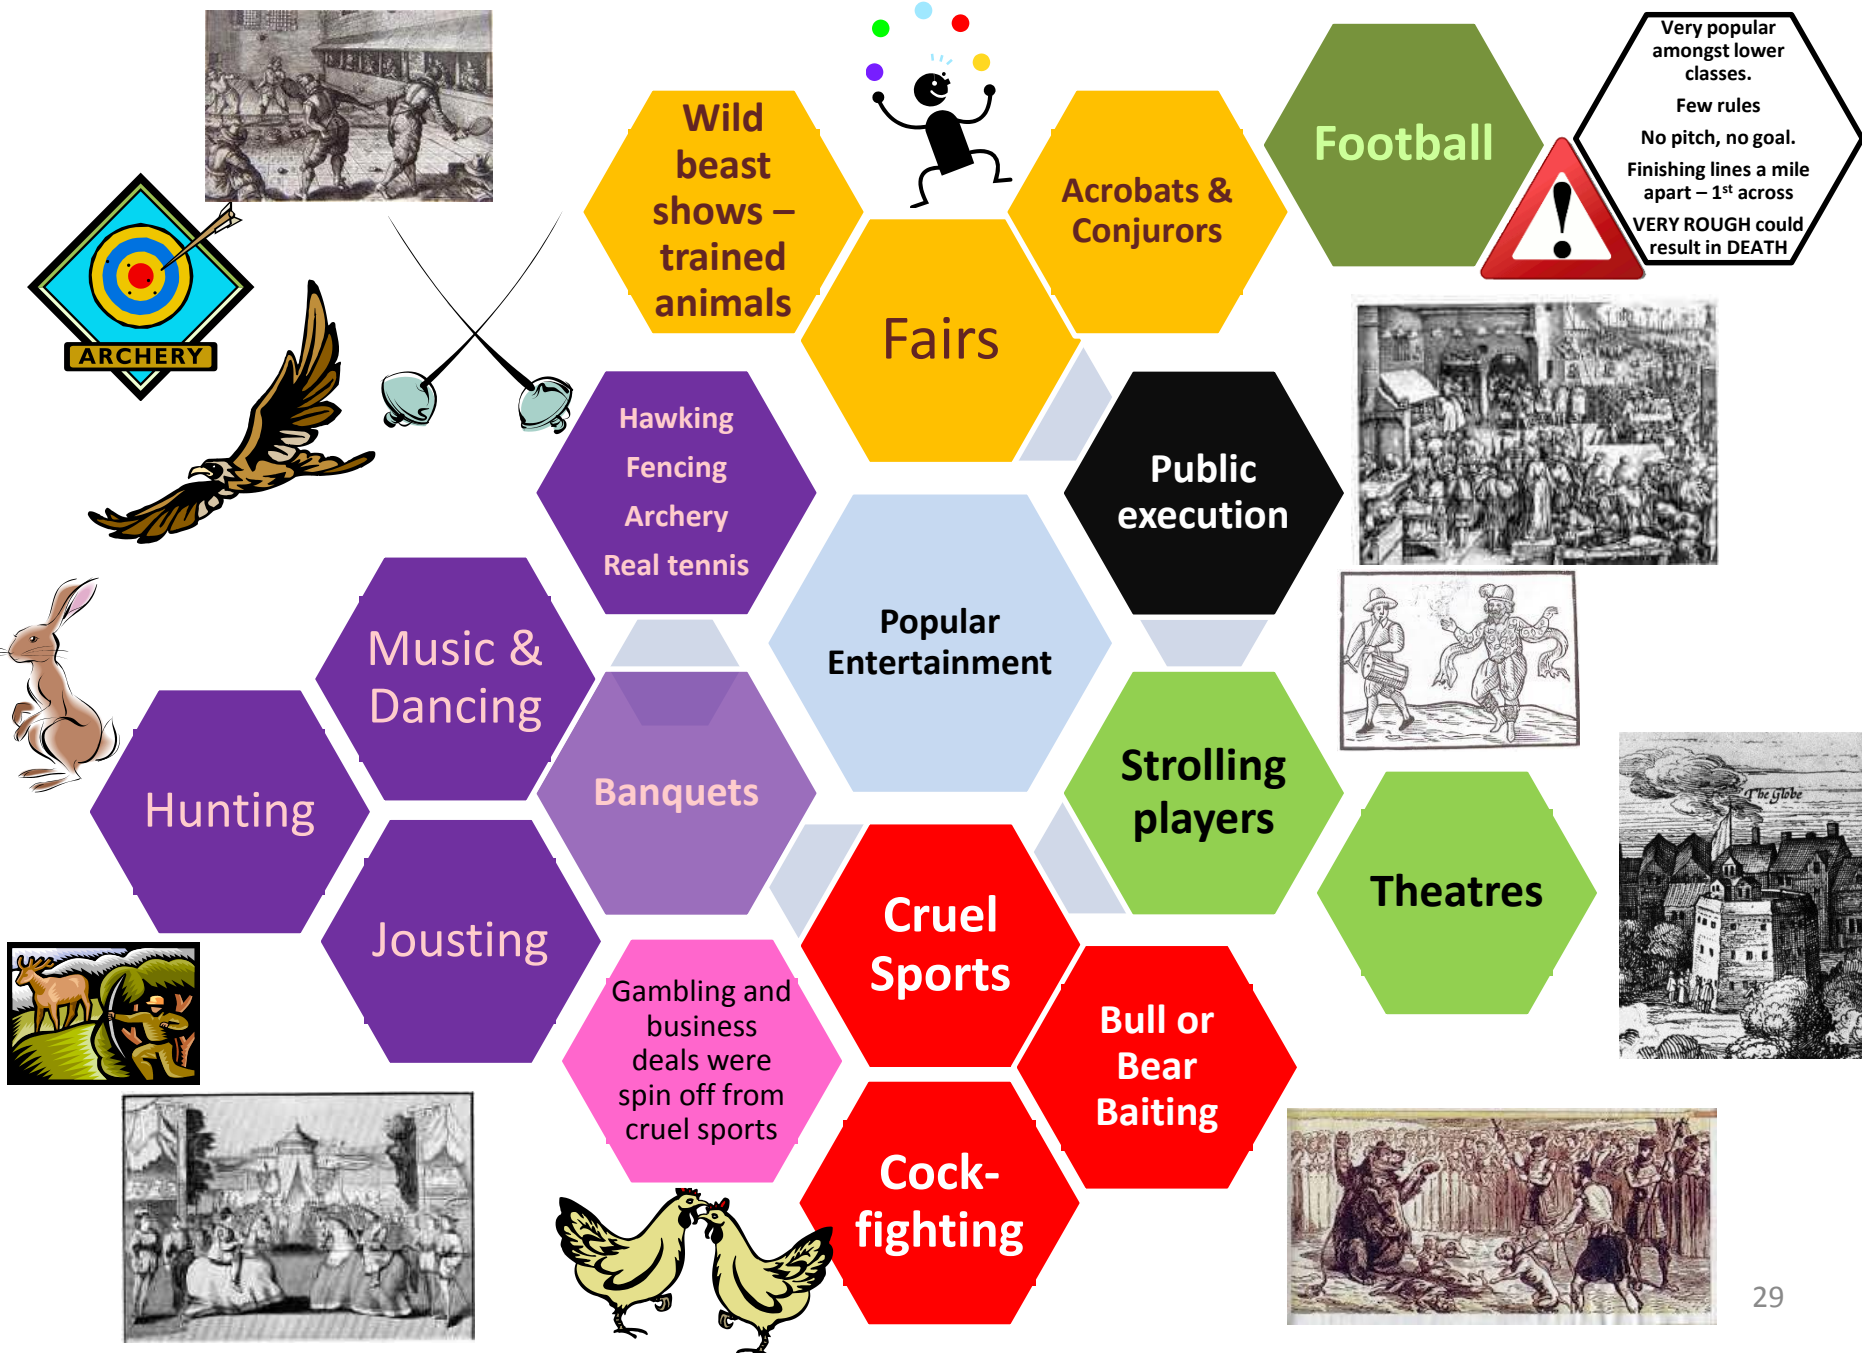 Wild
beast
shows –
trained
animals
Acrobats &
Conjurors
Football
Very popular
amongst lower
classes.
Few rules
No pitch, no goal.
Finishing lines a mile
apart – 1st across
VERY ROUGH could
result in DEATH
ARCHERY
Fairs
Hawking
Fencing
Archery
Real tennis
Public
execution
Music &
Dancing
Popular
Entertainment
Hunting
Banquets
Strolling
players
The Globe
Theatres
Jousting
Cruel
Sports
Gambling and
business
deals were
spin off from
cruel sports
Bull or
Bear
Baiting
Cock-
fighting
29